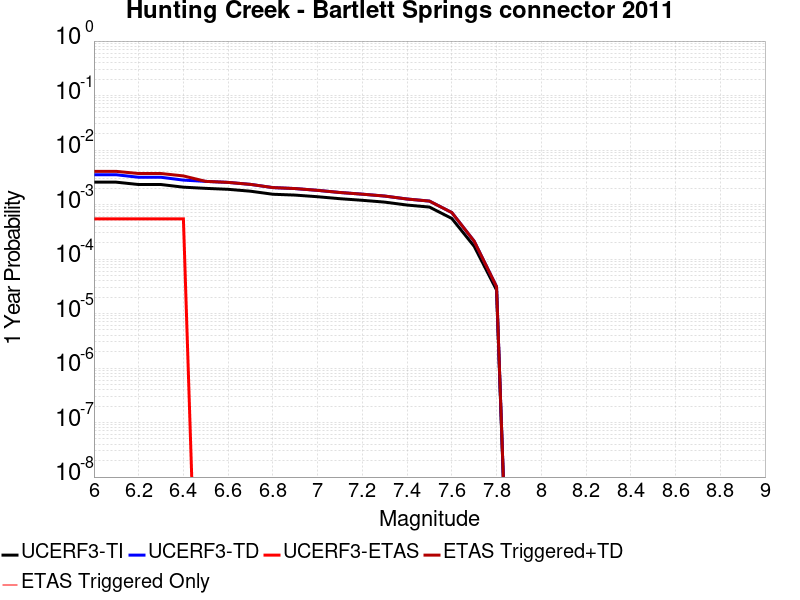 Hunting Creek - Bartlett Springs connector 2011
10^0
10^-1
10^-2
10^-3
10^-4
10^-5
10^-6
10^-7
10^-8
1 Year Probability
6 6.2 6.4 6.6 6.8 7 7.2 7.4 7.6 7.8 8 8.2 8.4 8.6 8.8 9
Magnitude
UCERF3-TI UCERF3-TD UCERF3-ETAS ETAS Triggered+TD
ETAS Triggered Only